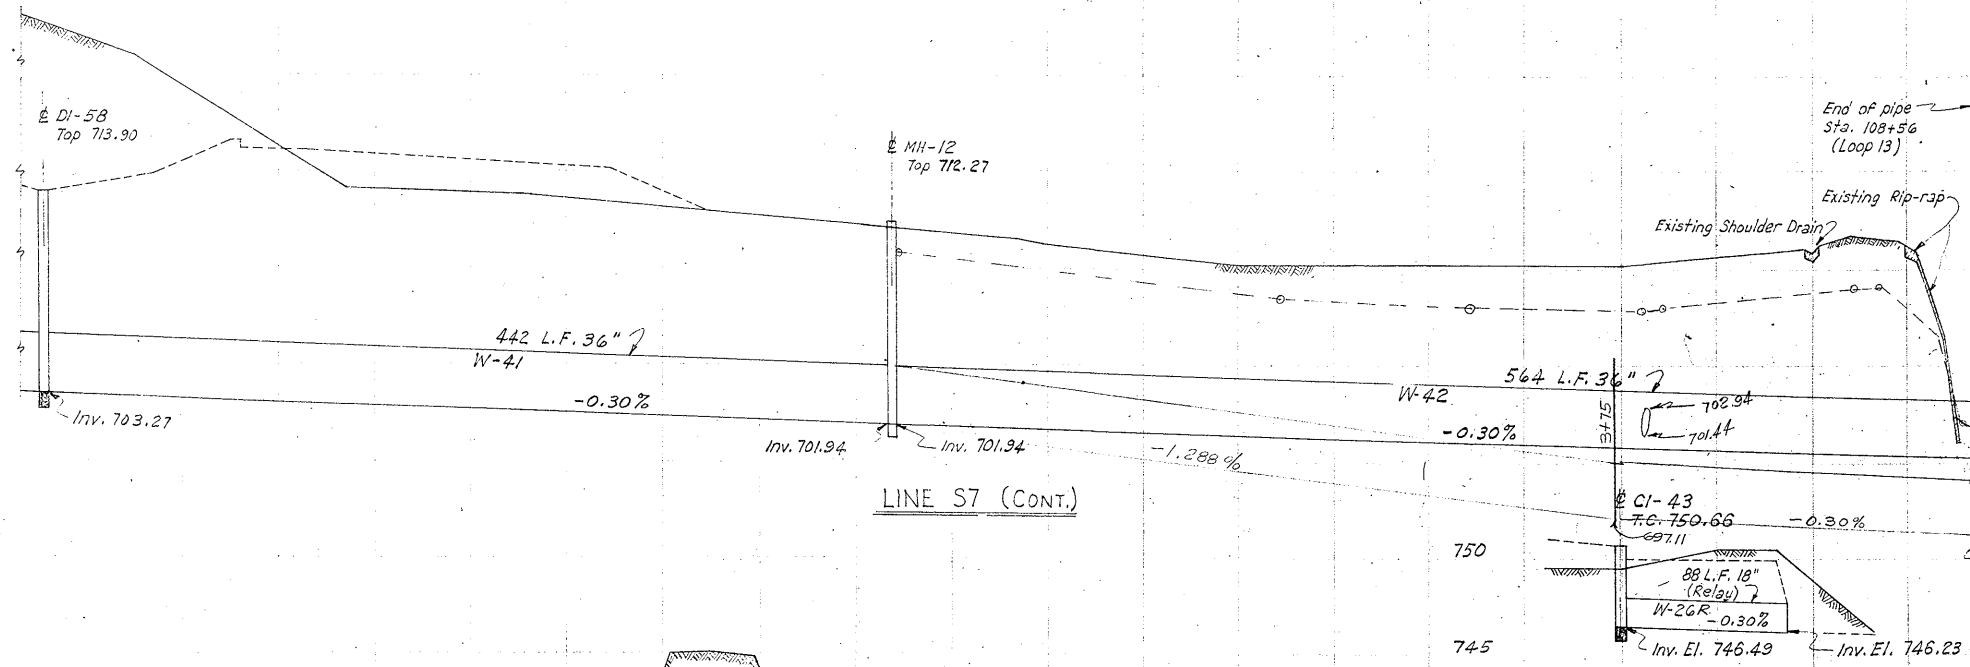 ℄ DI-58
Top 713.90
℄ MH-12
Top 712.27
End of pipe
Sta. 108+56
(Loop 13)
Existing Rip-rap
Existing Shoulder Drain
442 L.F. 36"
W-41
-0.30%
Inv. 703.27
Inv. 701.94
Inv. 701.94
-1.288%
564 L.F. 36"
W-42
-0.30%
3+75
702.94
701.44
LINE S7 (CONT.)
℄ CI-43
T.C. 750.66
-0.30%
697.11
750
88 L.F. 18"
(Relay)
W-26R
-0.30%
745
Inv. El. 746.49
Inv. El. 746.23